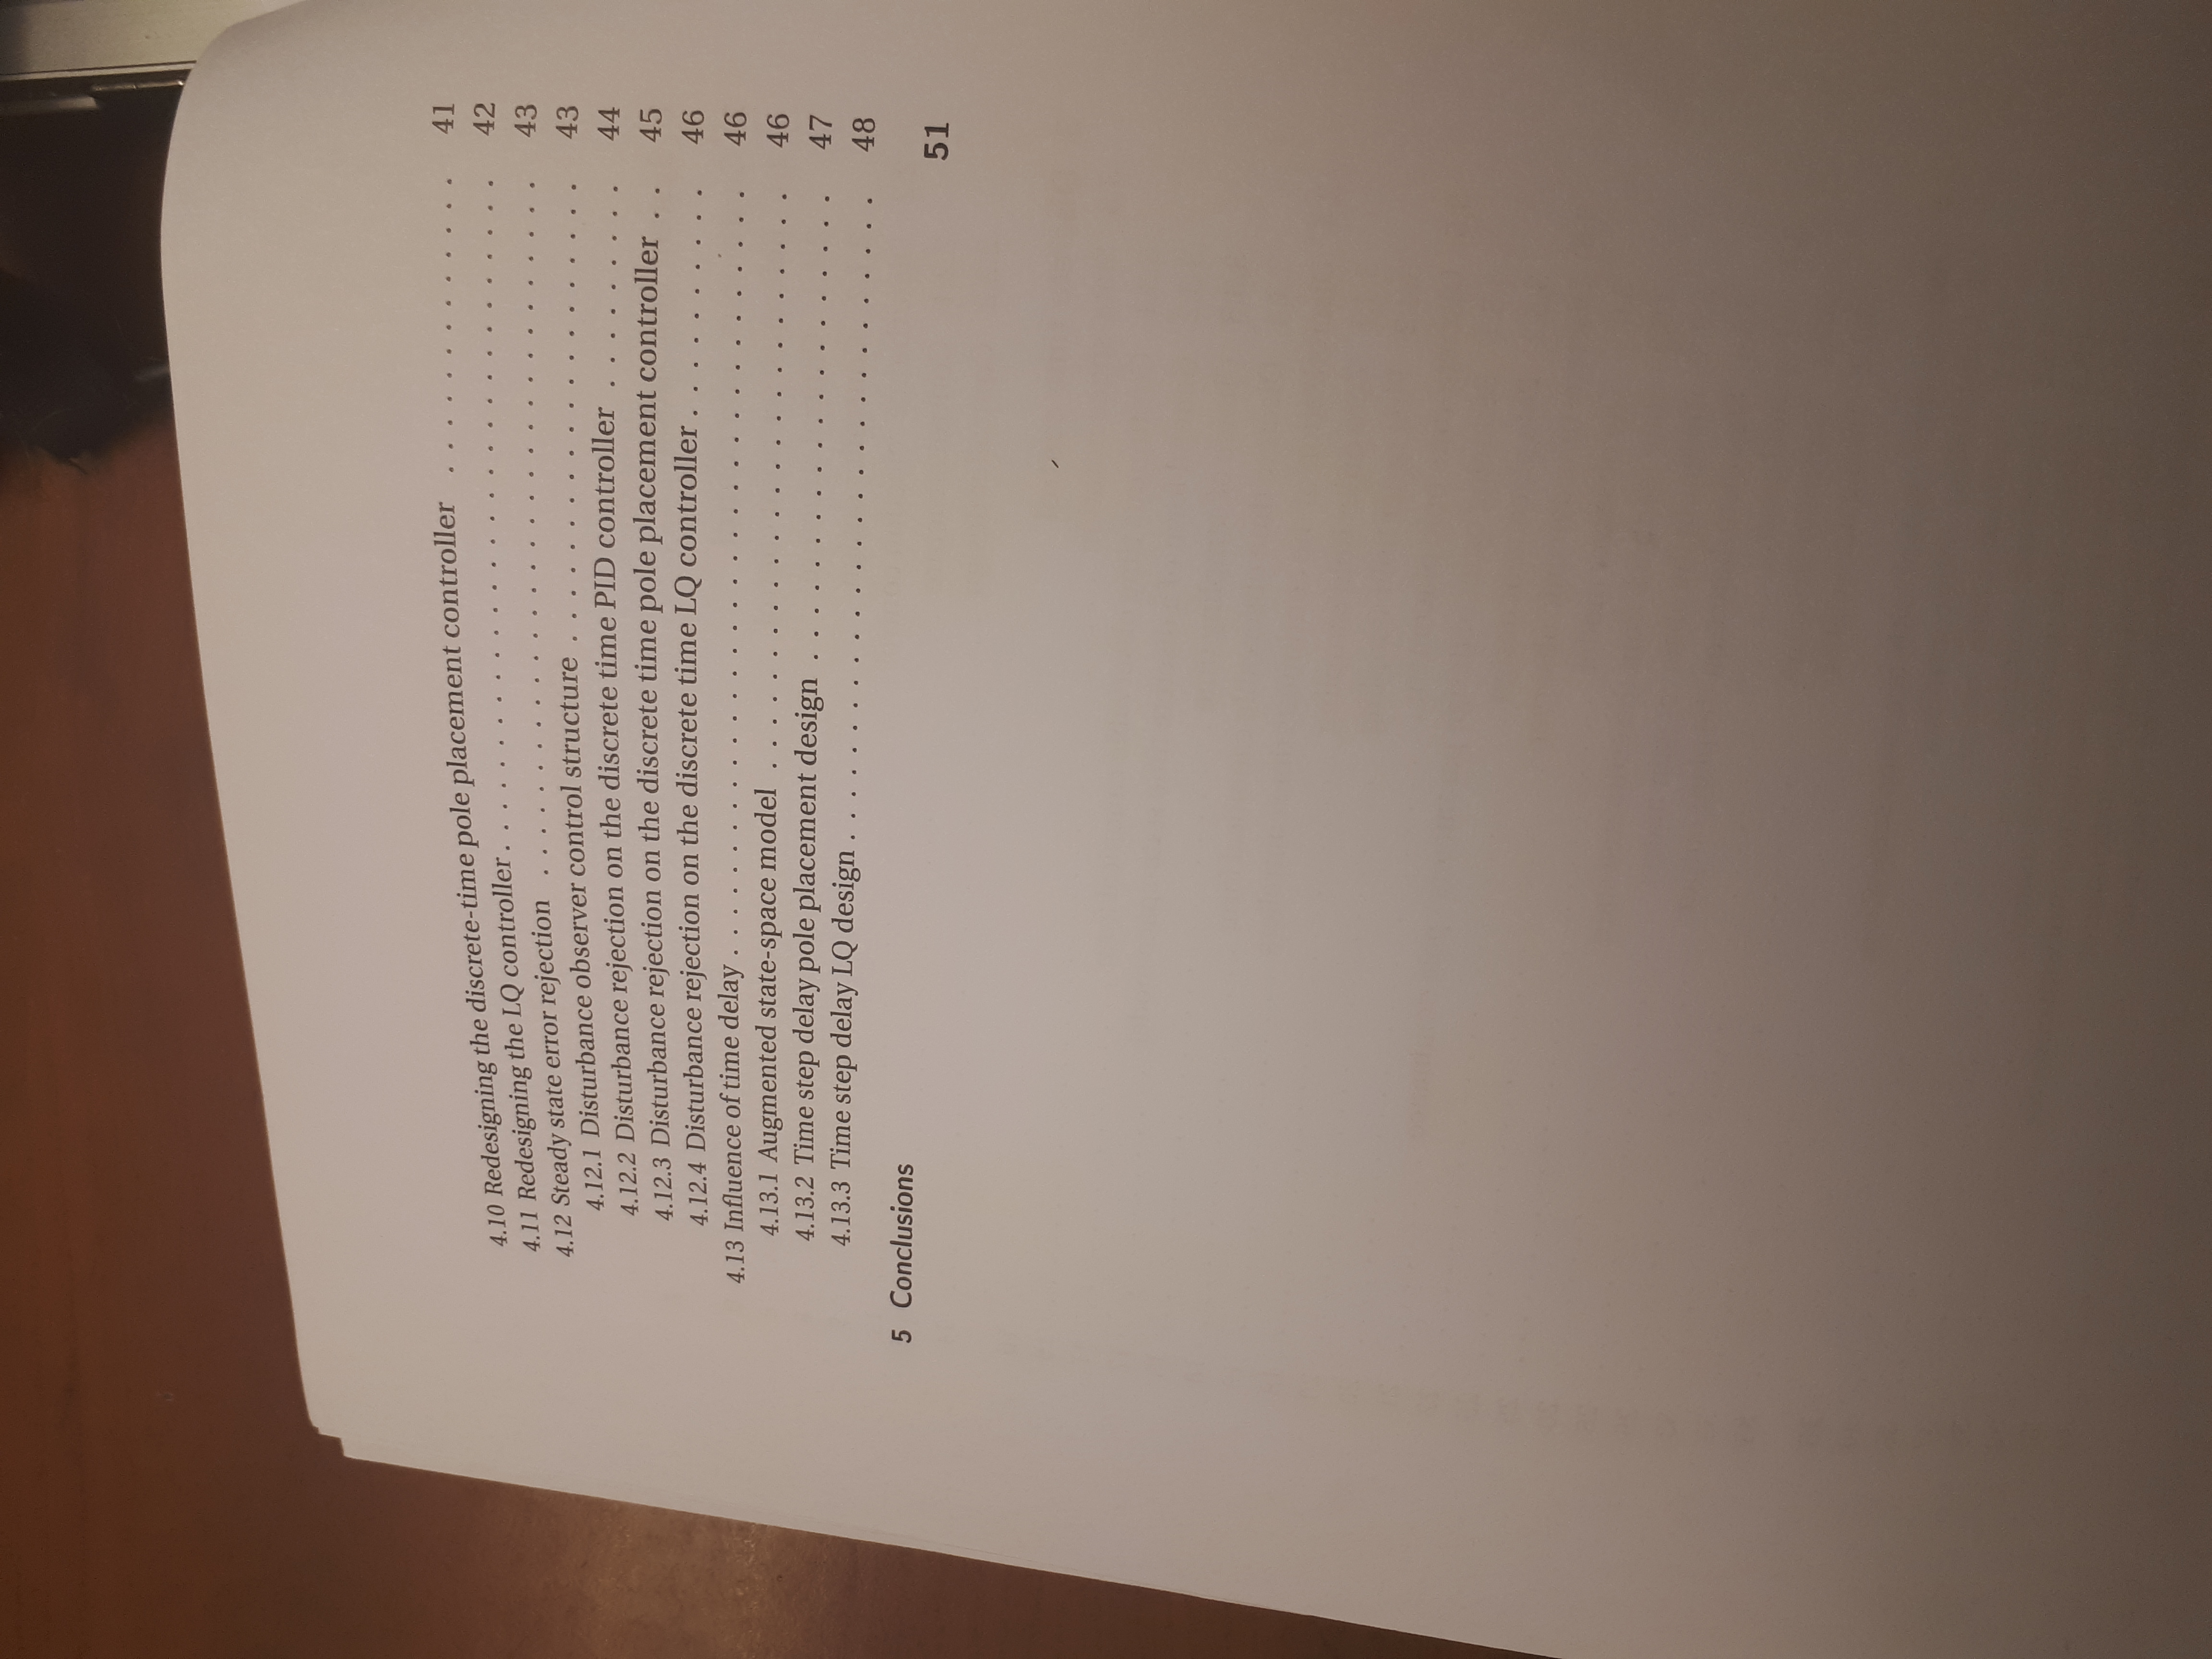 4.10 Redesigning the discrete-time pole placement controller . . . . . . . . . . . . . 41
4.11 Redesigning the LQ controller . . . . . . . . . . . . . . . . . . . . . . . . . . . . 42
4.12 Steady state error rejection . . . . . . . . . . . . . . . . . . . . . . . . . . . . . 43
4.12.1 Disturbance observer control structure . . . . . . . . . . . . . . . . . . . . 43
4.12.2 Disturbance rejection on the discrete time PID controller . . . . . . . . . 44
4.12.3 Disturbance rejection on the discrete time pole placement controller . . 45
4.12.4 Disturbance rejection on the discrete time LQ controller . . . . . . . . . . 46
4.13 Influence of time delay . . . . . . . . . . . . . . . . . . . . . . . . . . . . . . 46
4.13.1 Augmented state-space model . . . . . . . . . . . . . . . . . . . . . . . 46
4.13.2 Time step delay pole placement design . . . . . . . . . . . . . . . . . . . 47
4.13.3 Time step delay LQ design . . . . . . . . . . . . . . . . . . . . . . . . . . 48
5 Conclusions 51